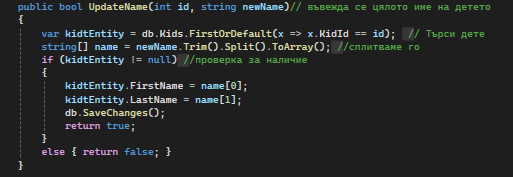 public bool UpdateName(int id, string newName)// въвежда се цялото име на детето
{
var kidtEntity = db.Kids.FirstOrDefault(x => x.KidId == id); // Търси дете
string[] name = newName.Trim().Split().ToArray(); //сплитваме го
if (kidtEntity != null) //проверка за наличие
{
kidtEntity.FirstName = name[0];
kidtEntity.LastName = name[1];
db.SaveChanges();
return true;
}
else { return false; }
}